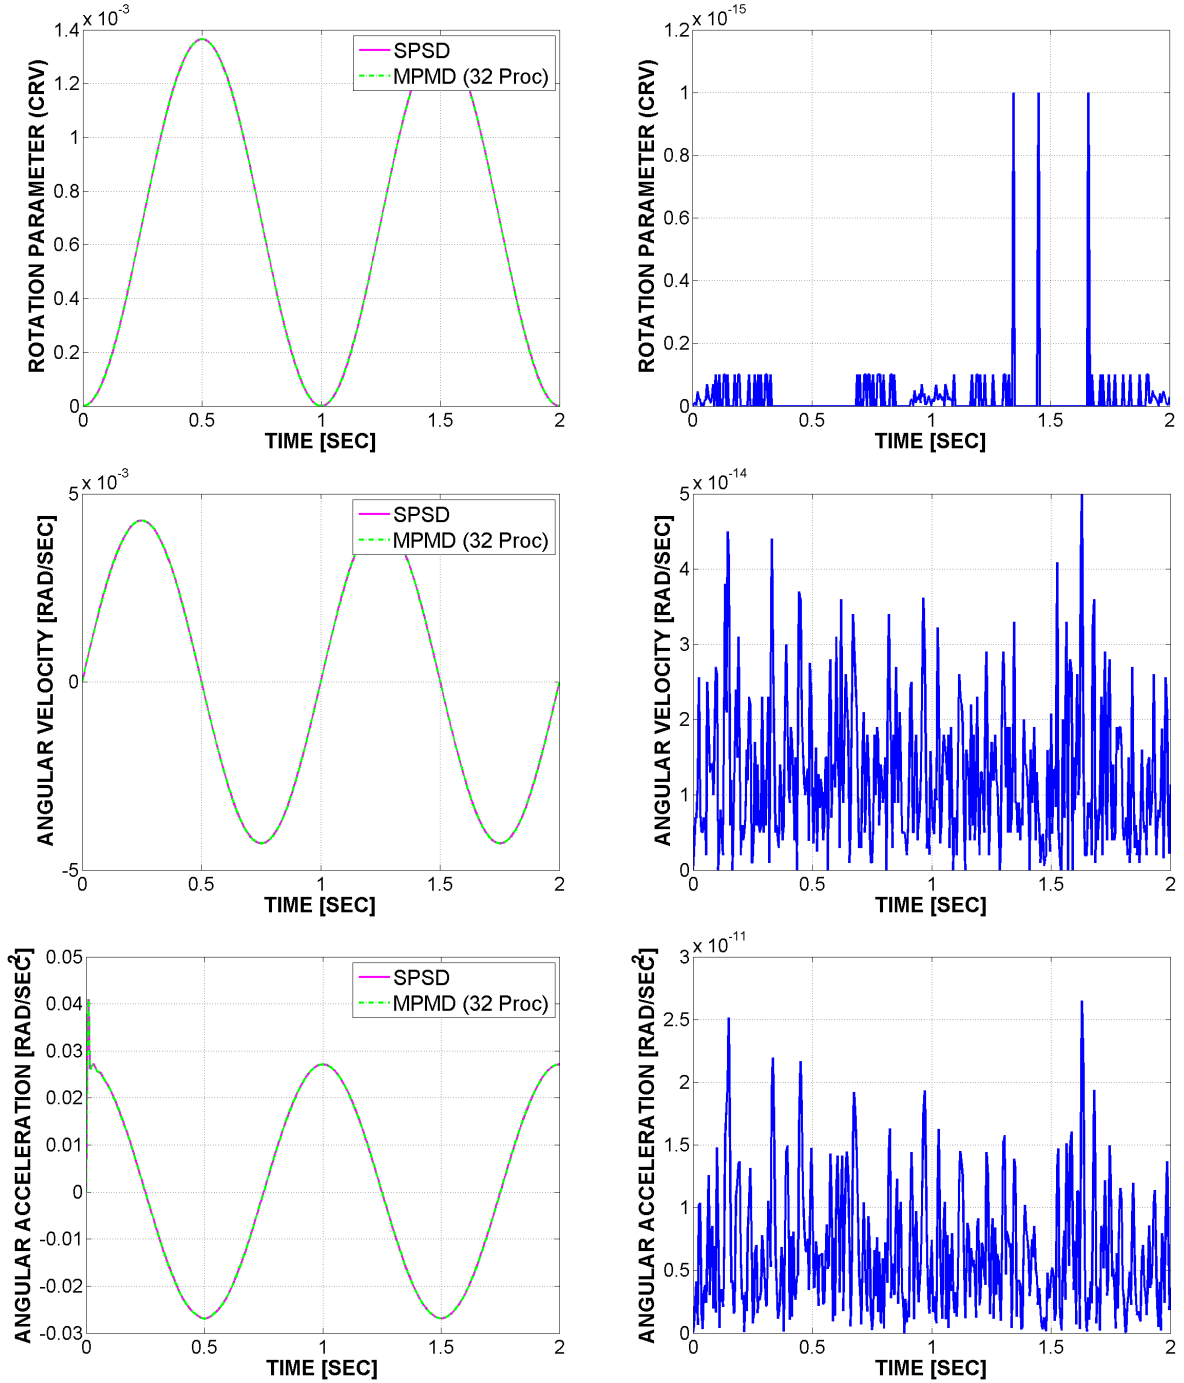 x 10^-3
1.4
1.2
1
0.8
0.6
0.4
0.2
0
0 0.5 1 1.5 2
ROTATION PARAMETER (CRV)
TIME [SEC]
SPSD
MPMD (32 Proc)
x 10^-15
1.2
1
0.8
0.6
0.4
0.2
0
0 0.5 1 1.5 2
ROTATION PARAMETER (CRV)
TIME [SEC]
x 10^-3
5
0
-5
0 0.5 1 1.5 2
ANGULAR VELOCITY [RAD/SEC]
TIME [SEC]
SPSD
MPMD (32 Proc)
x 10^-14
5
4
3
2
1
0
0 0.5 1 1.5 2
ANGULAR VELOCITY [RAD/SEC]
TIME [SEC]
0.05
0.04
0.03
0.02
0.01
0
-0.01
-0.02
-0.03
0 0.5 1 1.5 2
ANGULAR ACCELERATION [RAD/SEC^2]
TIME [SEC]
SPSD
MPMD (32 Proc)
x 10^-11
3
2.5
2
1.5
1
0.5
0
0 0.5 1 1.5 2
ANGULAR ACCELERATION [RAD/SEC^2]
TIME [SEC]